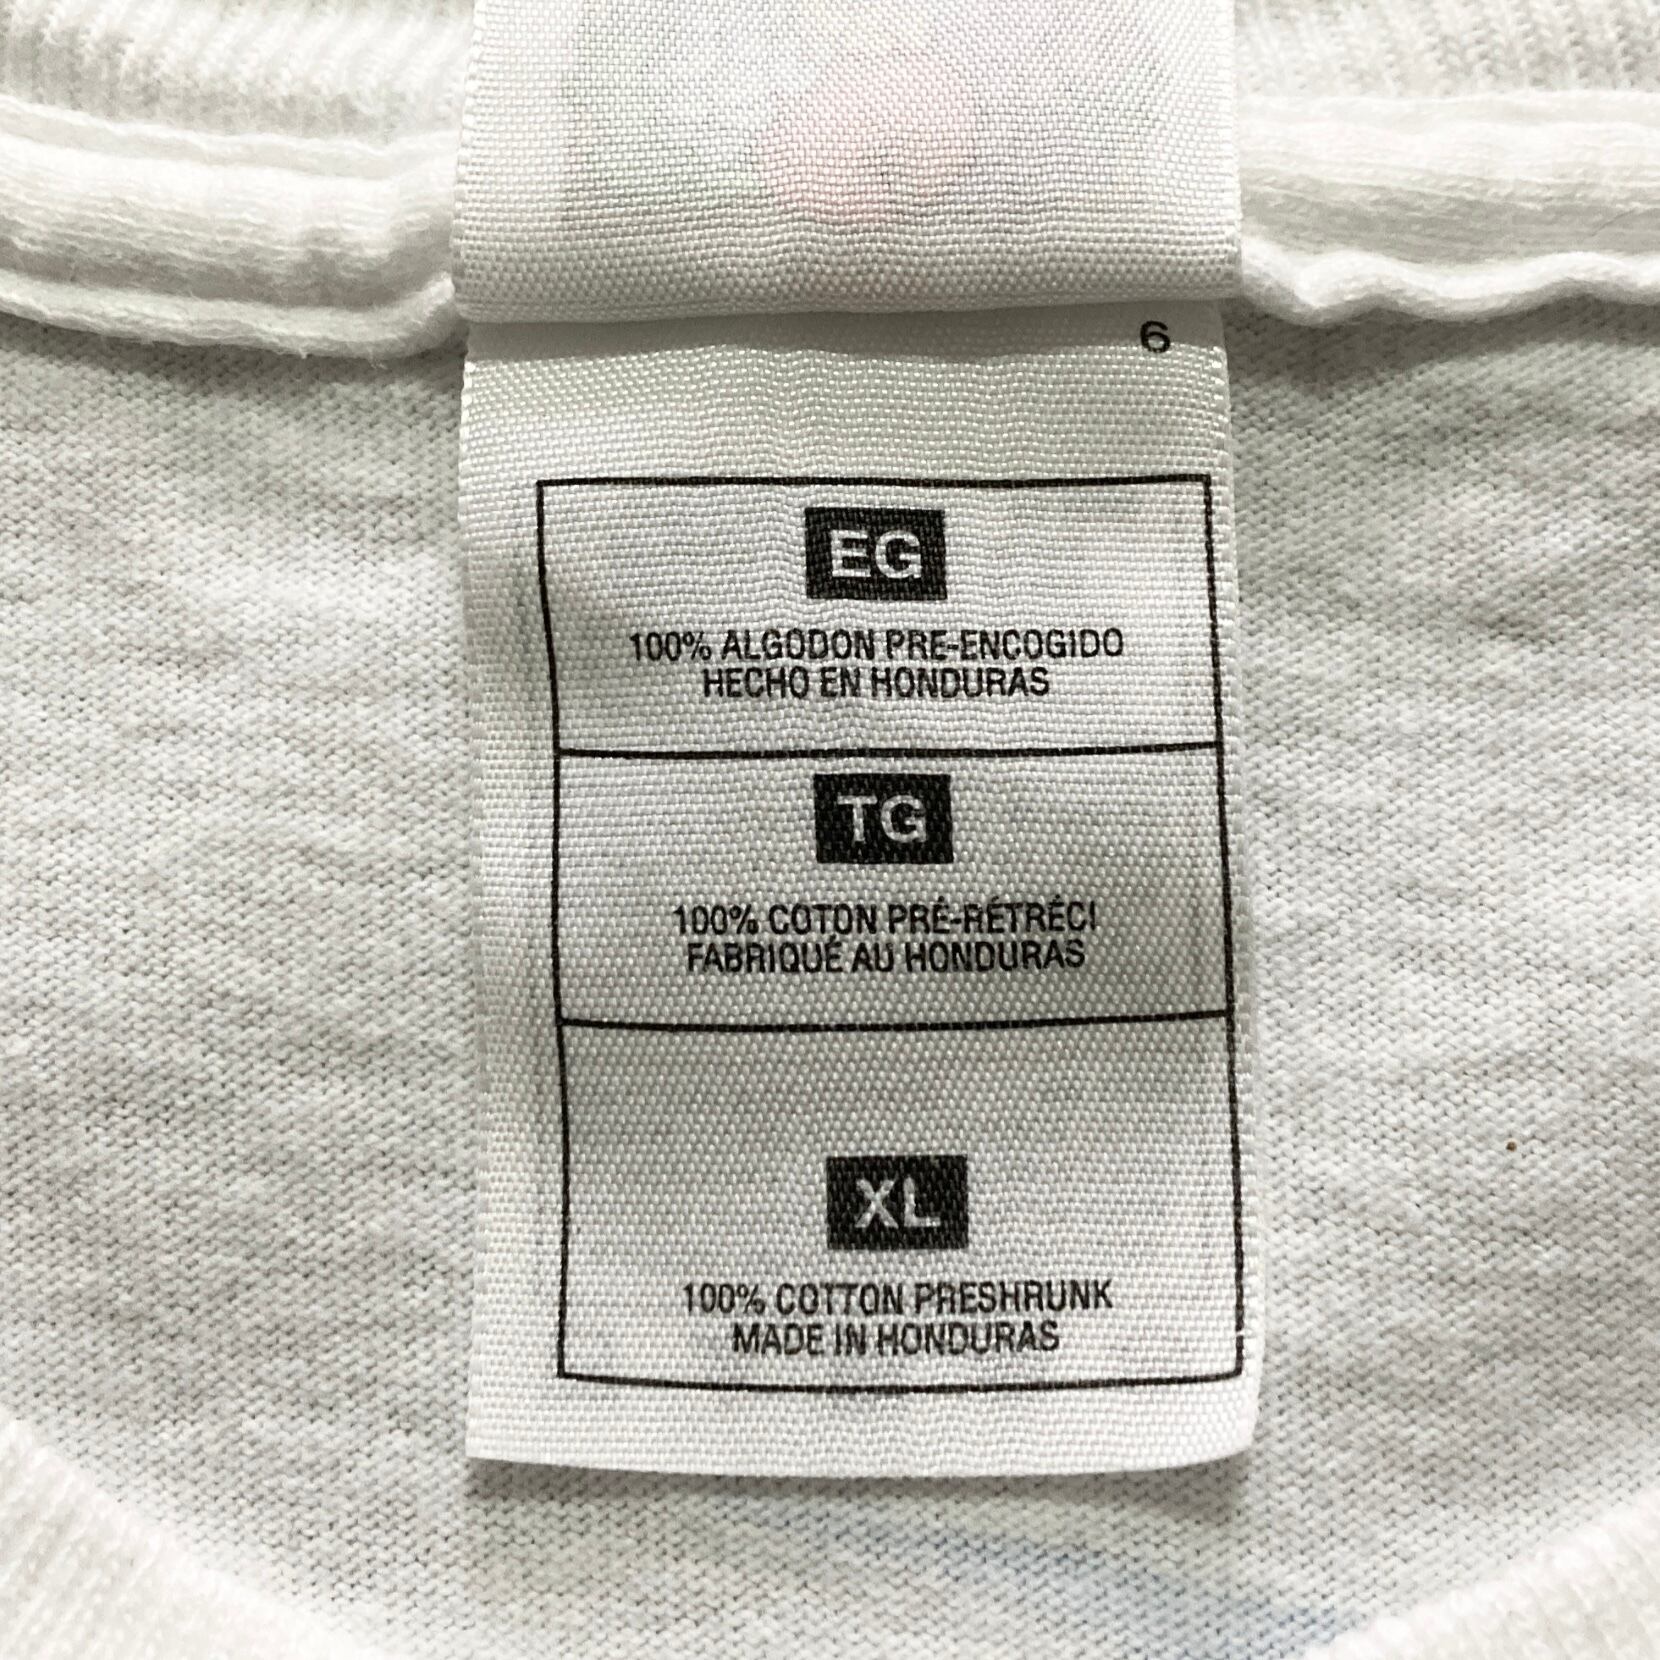 6
EG
100% ALGODON PRE-ENCOGIDO
HECHO EN HONDURAS
TG
100% COTON PRÉ-RÉTRÉCI
FABRIQUÉ AU HONDURAS
XL
100% COTTON PRESHRUNK
MADE IN HONDURAS